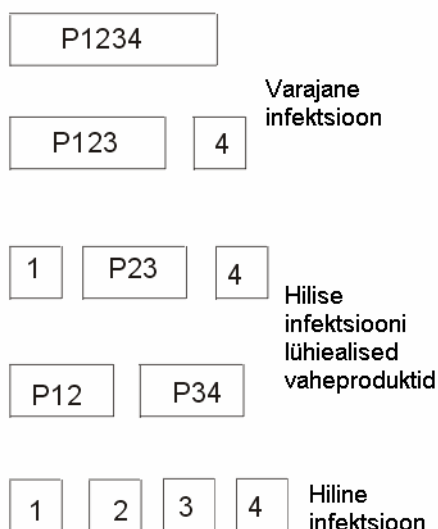 P1234
Varajane
infektsioon
P123 4
1 P23 4
Hilise
infektsiooni
lühiealised
vaheproduktid
P12 P34
1 2 3 4
Hiline
infektsioon